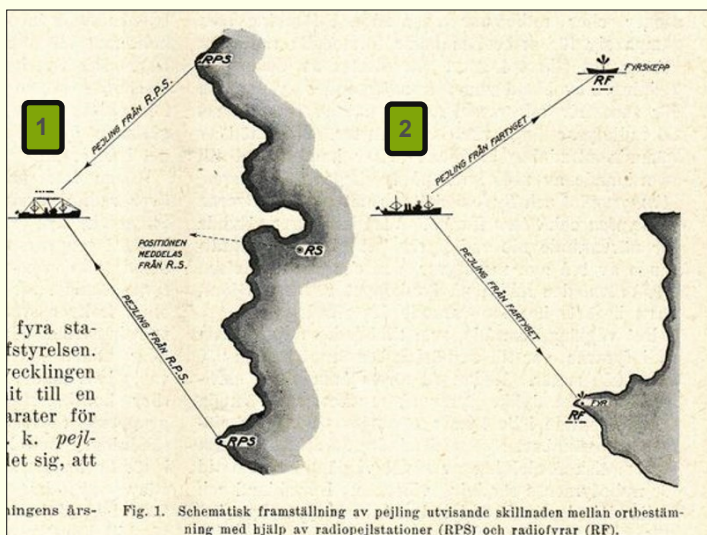 RPS
PEJLING FRÅN R.P.S.
1
POSITIONEN
MEDDELAS
FRÅN R.S.
RS
PEJLING FRÅN R.P.S.
RPS
FYRSKEPP
RF
2
PEJLING FRÅN FARTYGET
PEJLING FRÅN FARTYGET
FYR
RF
fyra sta-
fstyrelsen.
vecklingen
it till en
arater för
. k. pejl-
let sig, att
ningens års-
Fig. 1. Schematisk framställning av pejling utvisande skillnaden mellan ortbestäm-
ning med hjälp av radiopejlstationer (RPS) och radiofyrar (RF).